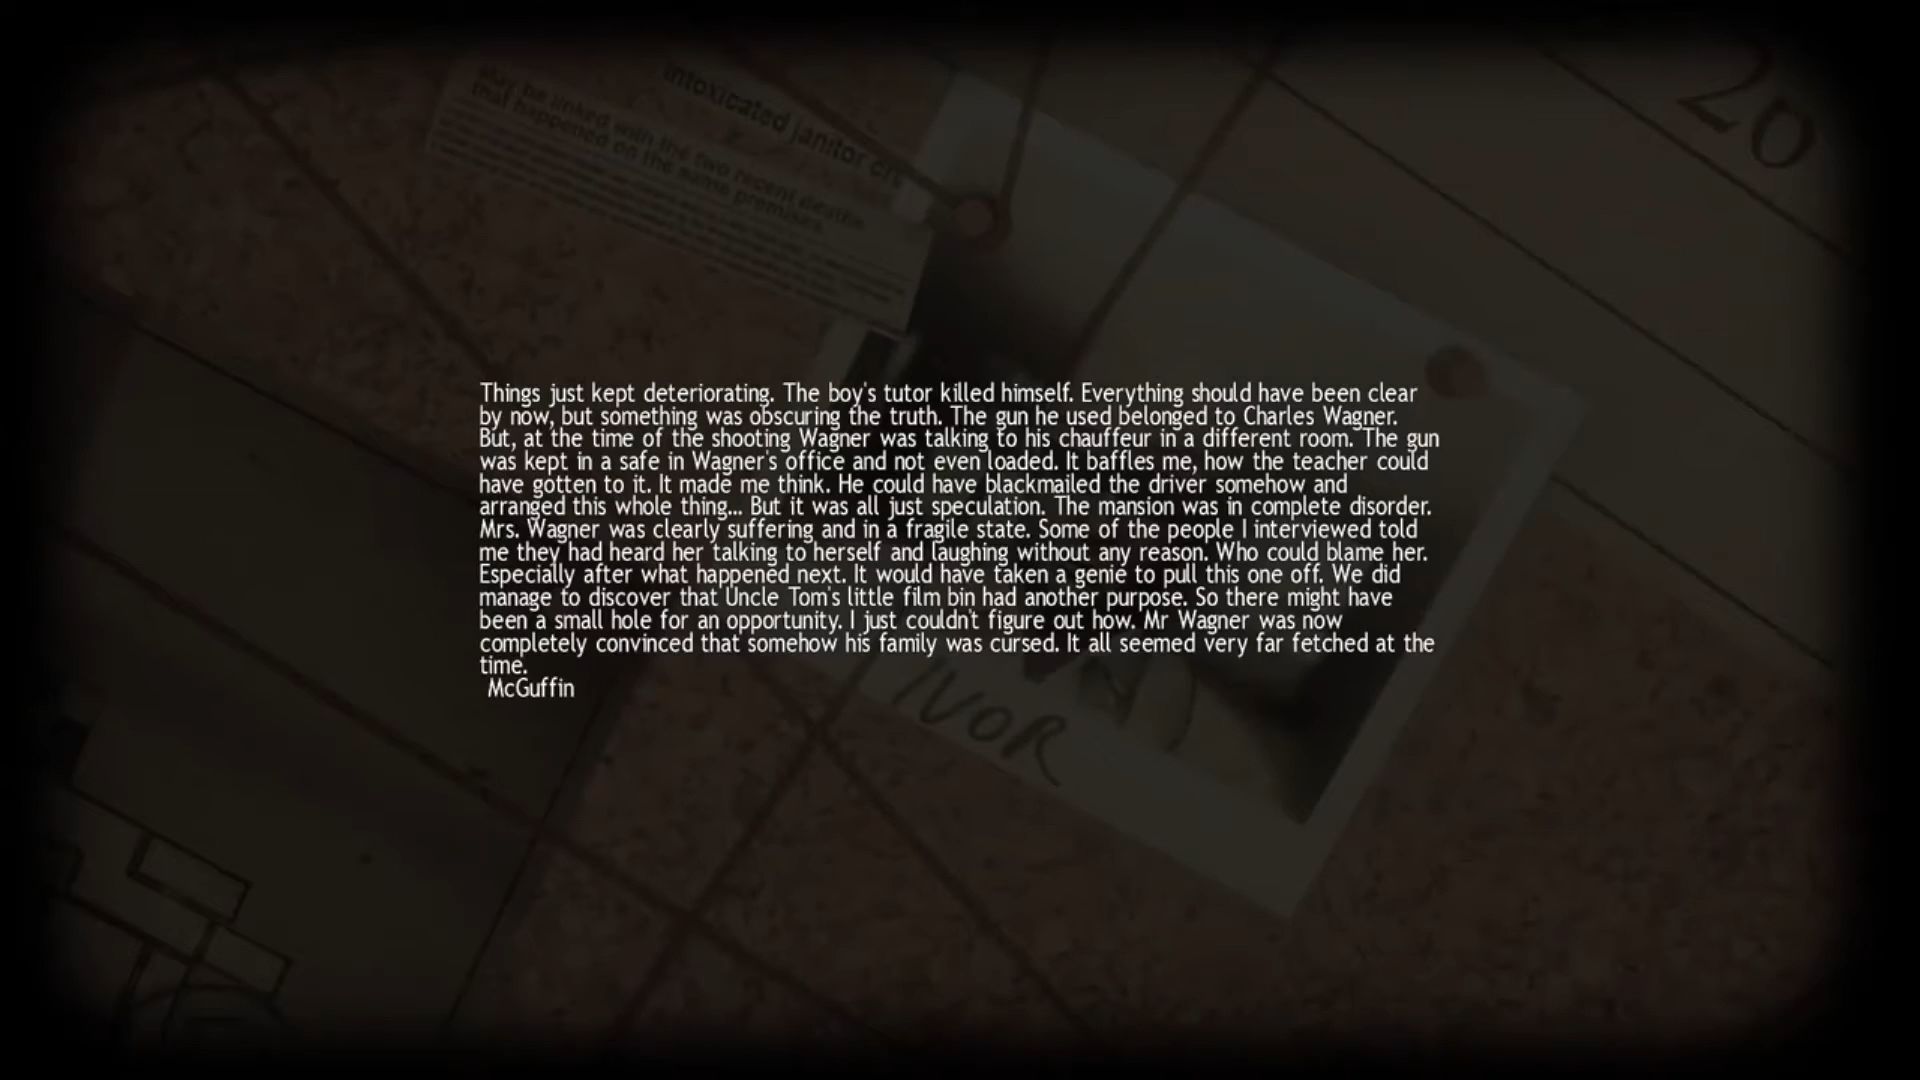 20
intoxicated janitor
May be linked with the two recent deaths
that happened on the same premises.
Things just kept deteriorating. The boy's tutor killed himself. Everything should have been clear
by now, but something was obscuring the truth. The gun he used belonged to Charles Wagner.
But, at the time of the shooting Wagner was talking to his chauffeur in a different room. The gun
was kept in a safe in Wagner's office and not even loaded. It baffles me, how the teacher could
have gotten to it. It made me think. He could have blackmailed the driver somehow and
arranged this whole thing... But it was all just speculation. The mansion was in complete disorder.
Mrs. Wagner was clearly suffering and in a fragile state. Some of the people I interviewed told
me they had heard her talking to herself and laughing without any reason. Who could blame her.
Especially after what happened next. It would have taken a genie to pull this one off. We did
manage to discover that Uncle Tom's little film bin had another purpose. So there might have
been a small hole for an opportunity. I just couldn't figure out how. Mr Wagner was now
completely convinced that somehow his family was cursed. It all seemed very far fetched at the
time.
McGuffin
IVOR